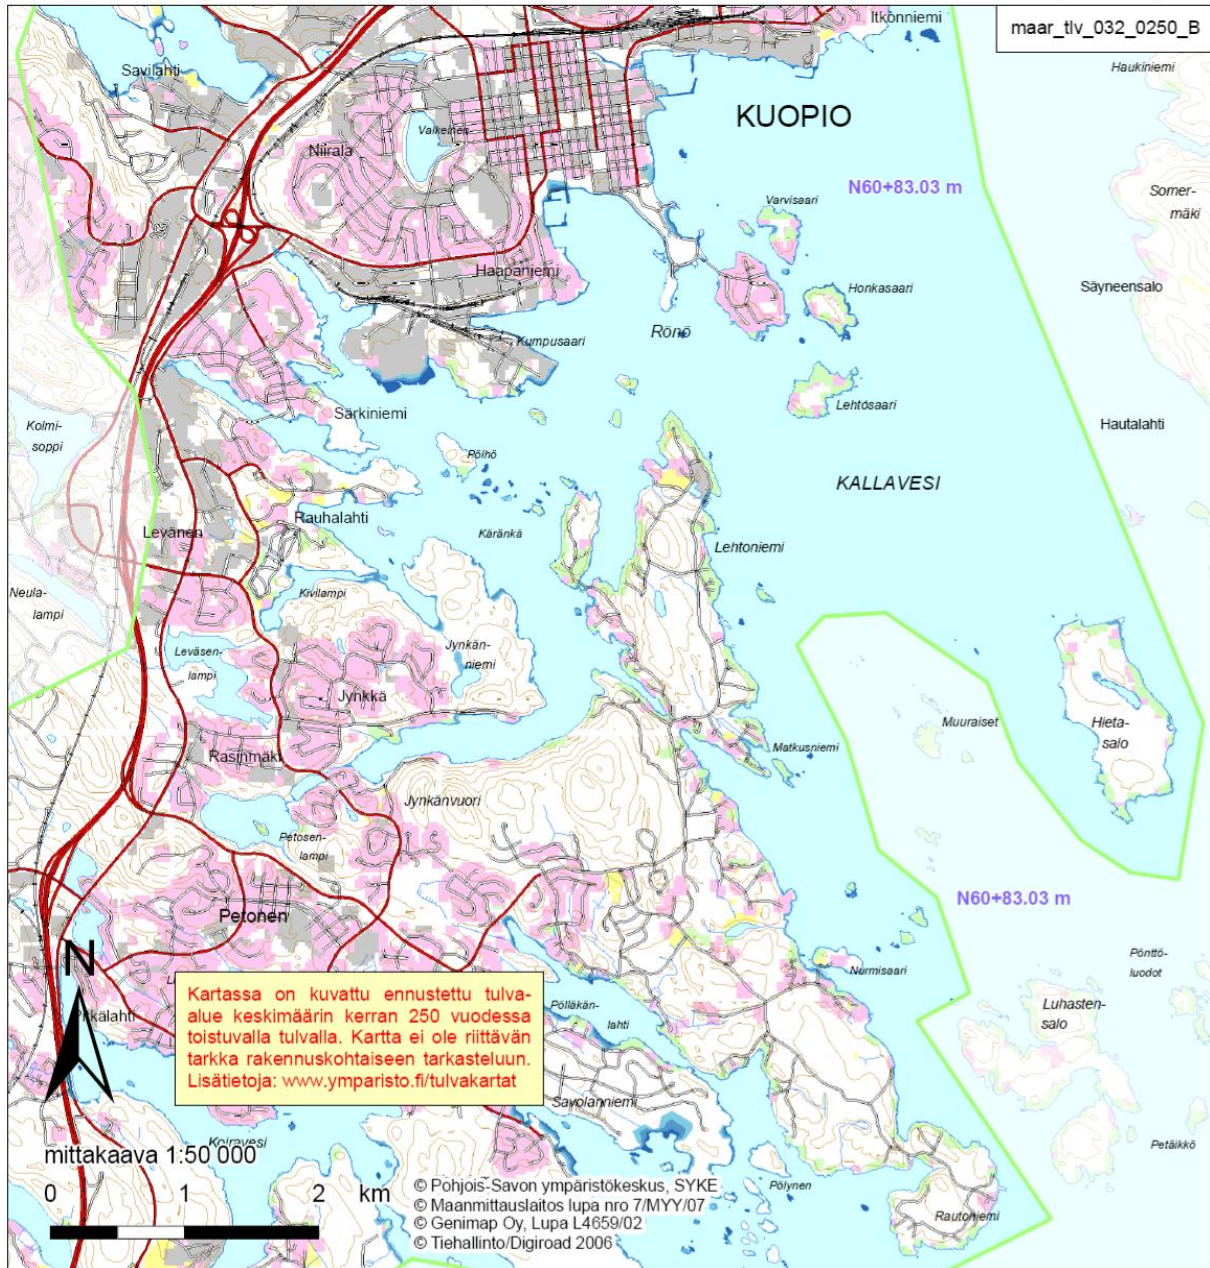 Itkonniemi
maar_tlv_032_0250_B
Haukiniemi
Savilahti
KUOPIO
Valkeinen
Niirala
N60+83.03 m
Somer-
mäki
Varvisaari
Haapaniemi
Honkasaari
Säyneensalo
Rönö
Kumpusaari
Lehtosaari
Särkiniemi
Kolmi-
soppi
Hautalahti
Pölhö
KALLAVESI
Rauhalahti
Levänen
Käränkä
Lehtoniemi
Neula-
lampi
Kivilampi
Leväsen-
lampi
Jynkän-
niemi
Jynkkä
Muuraiset
Hieta-
salo
Rasinmäki
Matkusniemi
Jynkänvuori
Petosen-
lampi
N60+83.03 m
Petonen
N
Nurmisaari
Pönttö-
luodot
Luhasten-
salo
Pitkälahti
Kartassa on kuvattu ennustettu tulva-
alue keskimäärin kerran 250 vuodessa
toistuvalla tulvalla. Kartta ei ole riittävän
tarkka rakennuskohtaiseen tarkasteluun.
Lisätietoja: www.ymparisto.fi/tulvakartat
Pölläkän-
lahti
Savolanniemi
Koiravesi
Petäikkö
mittakaava 1:50 000
0 1 2 km
Pölynen
Rautoniemi
© Pohjois-Savon ympäristökeskus, SYKE
© Maanmittauslaitos lupa nro 7/MYY/07
© Genimap Oy, Lupa L4659/02
© Tiehallinto/Digiroad 2006